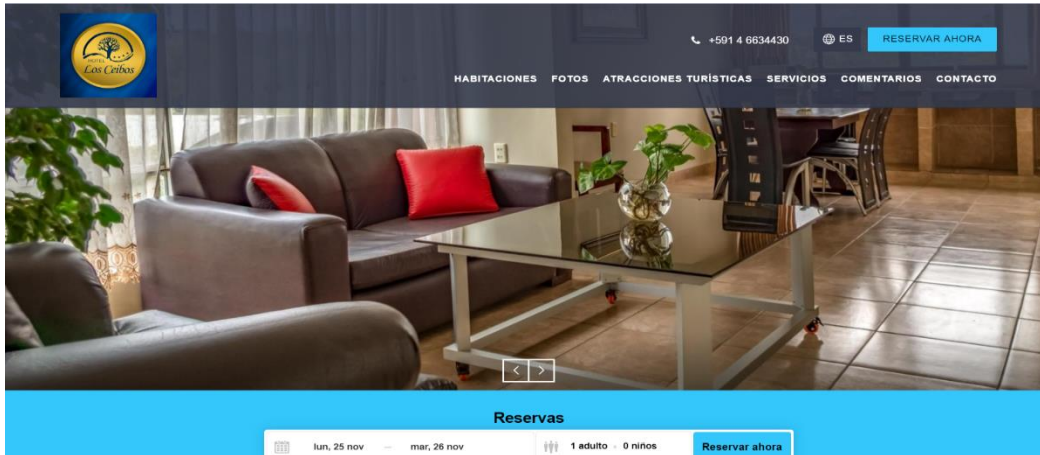 HOTEL
Los Ceibos
+591 4 6634430
ES
RESERVAR AHORA
HABITACIONES FOTOS ATRACCIONES TURÍSTICAS SERVICIOS COMENTARIOS CONTACTO
Reservas
lun, 25 nov — mar, 26 nov
1 adulto · 0 niños
Reservar ahora